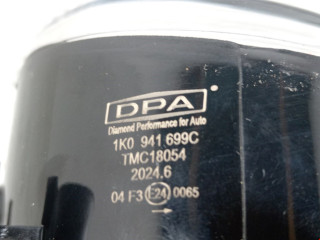 DPA
Diamond Performance for Auto
1K0 941 699C
TMC18054
2024.6
04 F3 E24 0065
→